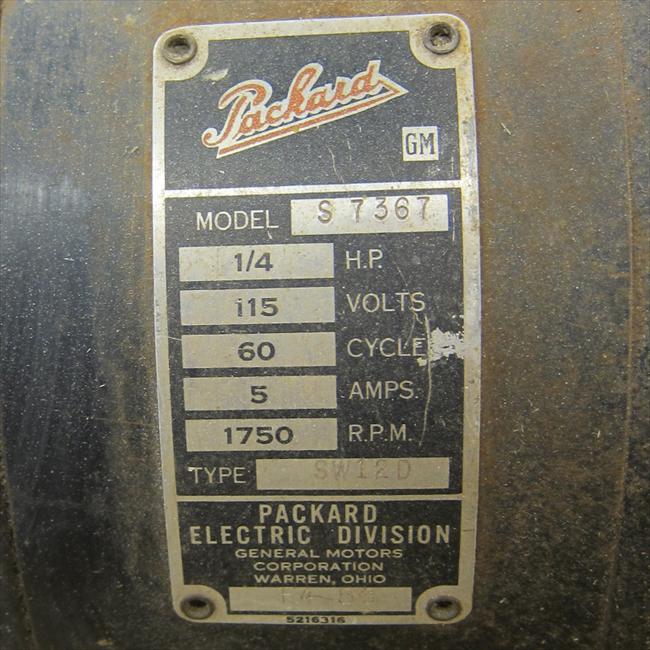 Packard
GM
MODEL S 7367
1/4 H.P.
115 VOLTS
60 CYCLE
5 AMPS.
1750 R.P.M.
TYPE SW12D
PACKARD
ELECTRIC DIVISION
GENERAL MOTORS
CORPORATION
WARREN, OHIO
5216316